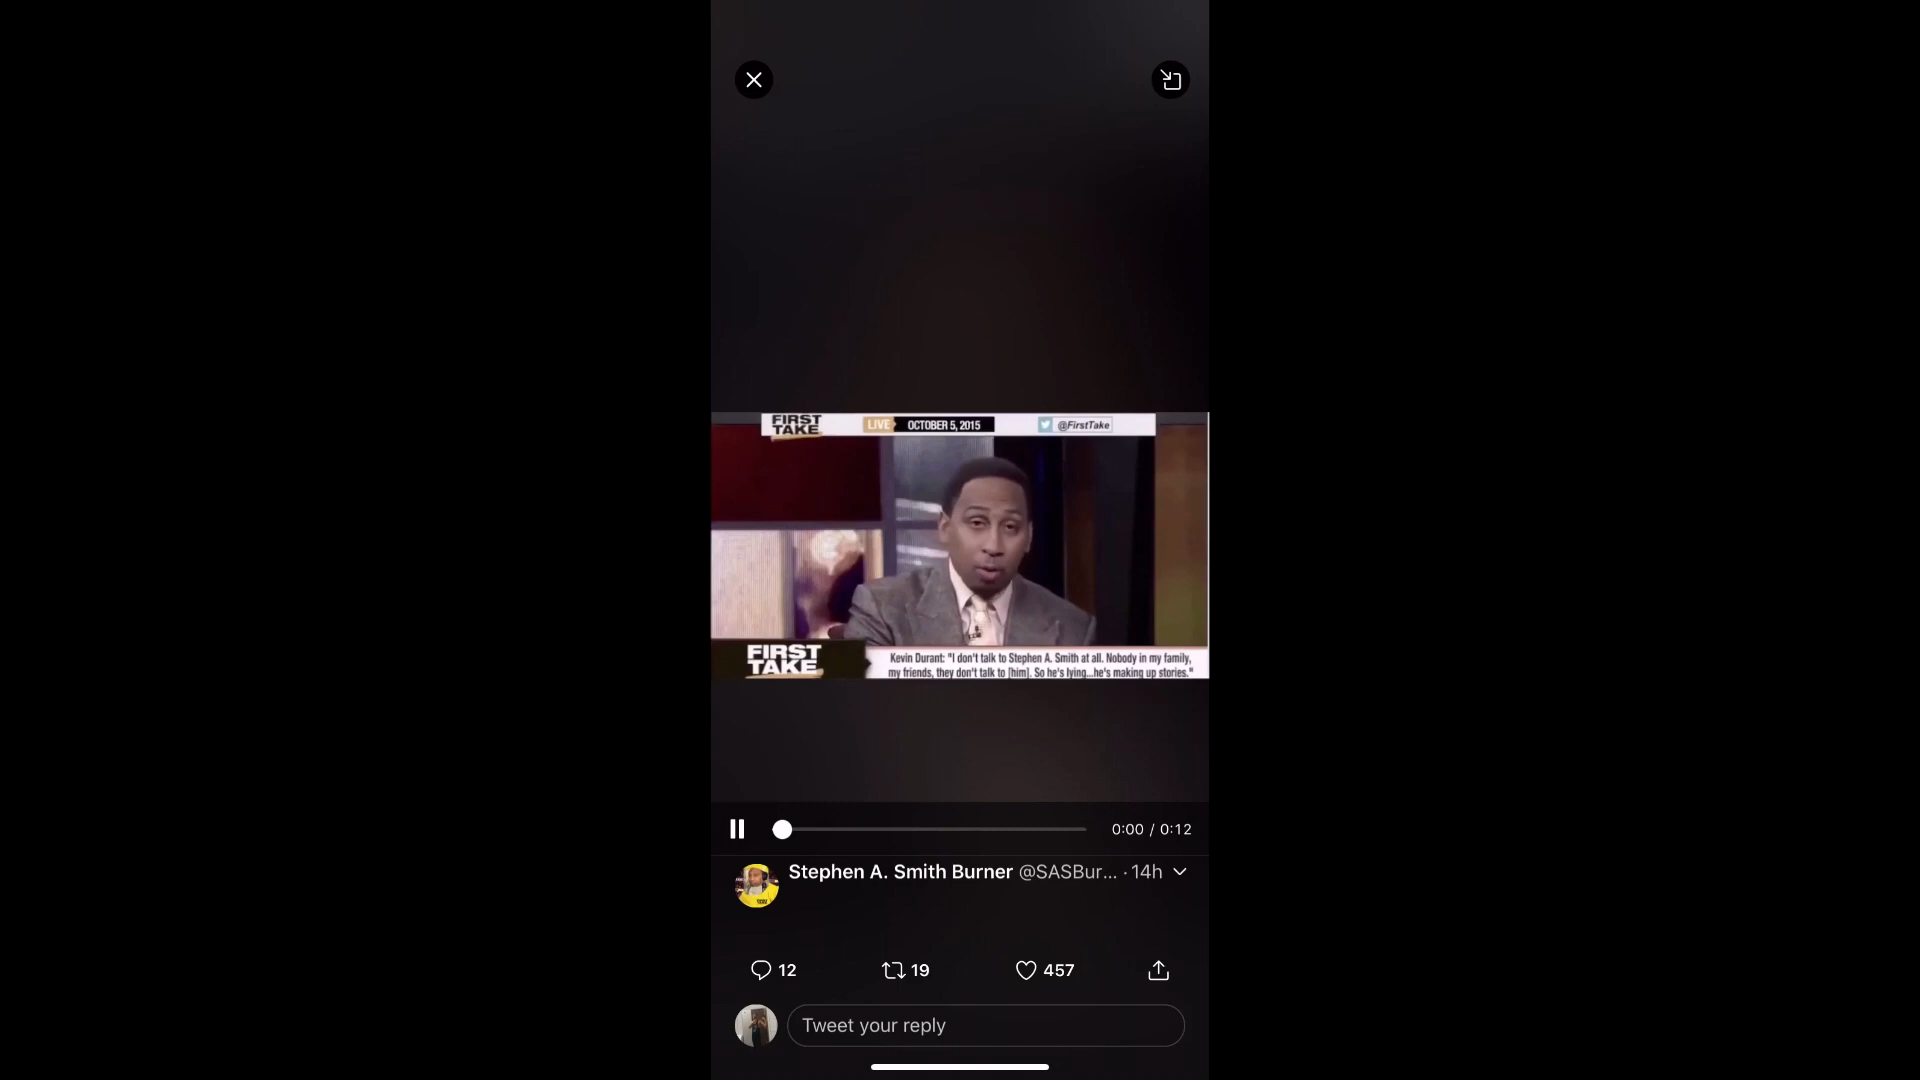 FIRST
TAKE
LIVE OCTOBER 5, 2015
@FirstTake
FIRST
TAKE
Kevin Durant: "I don't talk to Stephen A. Smith at all. Nobody in my family,
my friends, they don't talk to [him]. So he's lying...he's making up stories."
0:00 / 0:12
Stephen A. Smith Burner @SASBur... · 14h
12
19
457
Tweet your reply